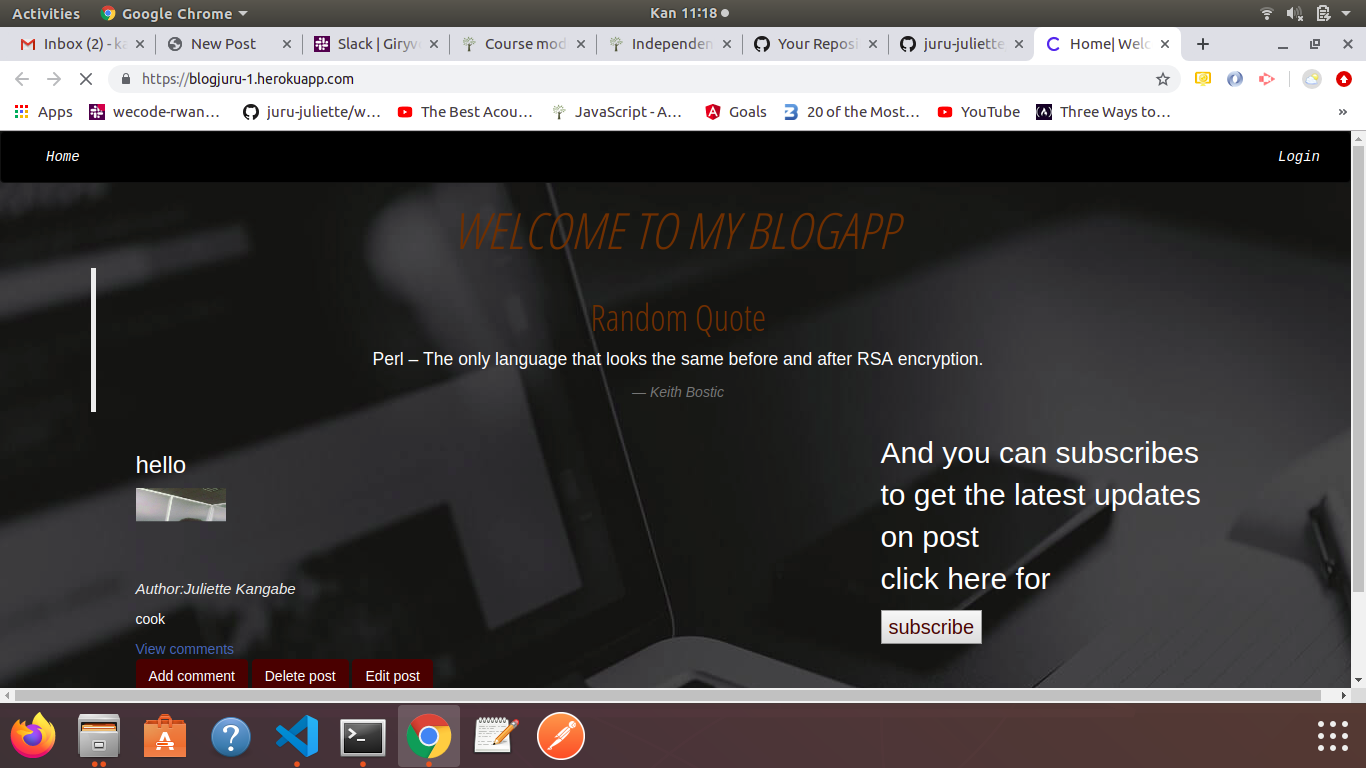 Activities
Google Chrome
Kan 11:18
Inbox (2) - ka
New Post
Slack | Giryve
Course mod
Independen
Your Reposi
juru-juliette
Home| Welc
https://blogjuru-1.herokuapp.com
Apps
wecode-rwan…
juru-juliette/w…
The Best Acou…
JavaScript - A…
Goals
20 of the Most…
YouTube
Three Ways to…
»
Home
Login
WELCOME TO MY BLOGAPP
Random Quote
Perl – The only language that looks the same before and after RSA encryption.
— Keith Bostic
hello
Author:Juliette Kangabe
cook
View comments
Add comment
Delete post
Edit post
And you can subscribes
to get the latest updates
on post
click here for
subscribe